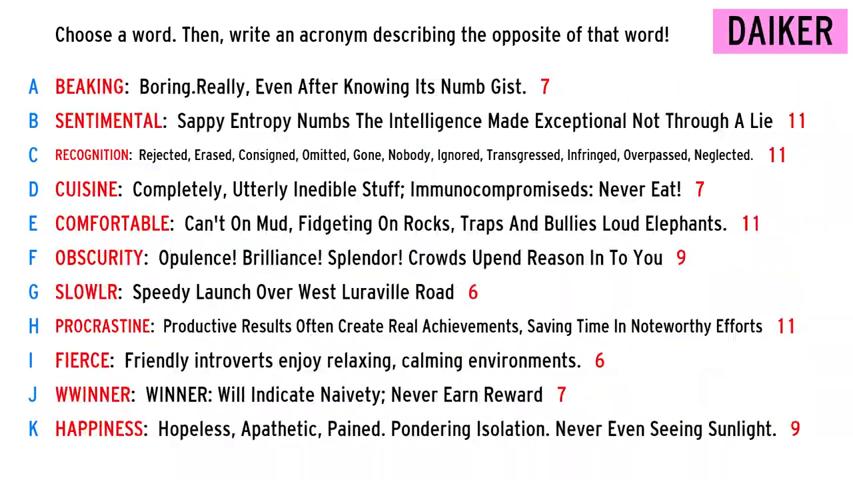 Choose a word. Then, write an acronym describing the opposite of that word!
DAIKER
A BEAKING: Boring.Really, Even After Knowing Its Numb Gist. 7
B SENTIMENTAL: Sappy Entropy Numbs The Intelligence Made Exceptional Not Through A Lie 11
C RECOGNITION: Rejected, Erased, Consigned, Omitted, Gone, Nobody, Ignored, Transgressed, Infringed, Overpassed, Neglected. 11
D CUISINE: Completely, Utterly Inedible Stuff; Immunocompromiseds: Never Eat! 7
E COMFORTABLE: Can't On Mud, Fidgeting On Rocks, Traps And Bullies Loud Elephants. 11
F OBSCURITY: Opulence! Brilliance! Splendor! Crowds Upend Reason In To You 9
G SLOWLR: Speedy Launch Over West Luraville Road 6
H PROCRASTINE: Productive Results Often Create Real Achievements, Saving Time In Noteworthy Efforts 11
I FIERCE: Friendly introverts enjoy relaxing, calming environments. 6
J WWINNER: WINNER: Will Indicate Naivety; Never Earn Reward 7
K HAPPINESS: Hopeless, Apathetic, Pained. Pondering Isolation. Never Even Seeing Sunlight. 9